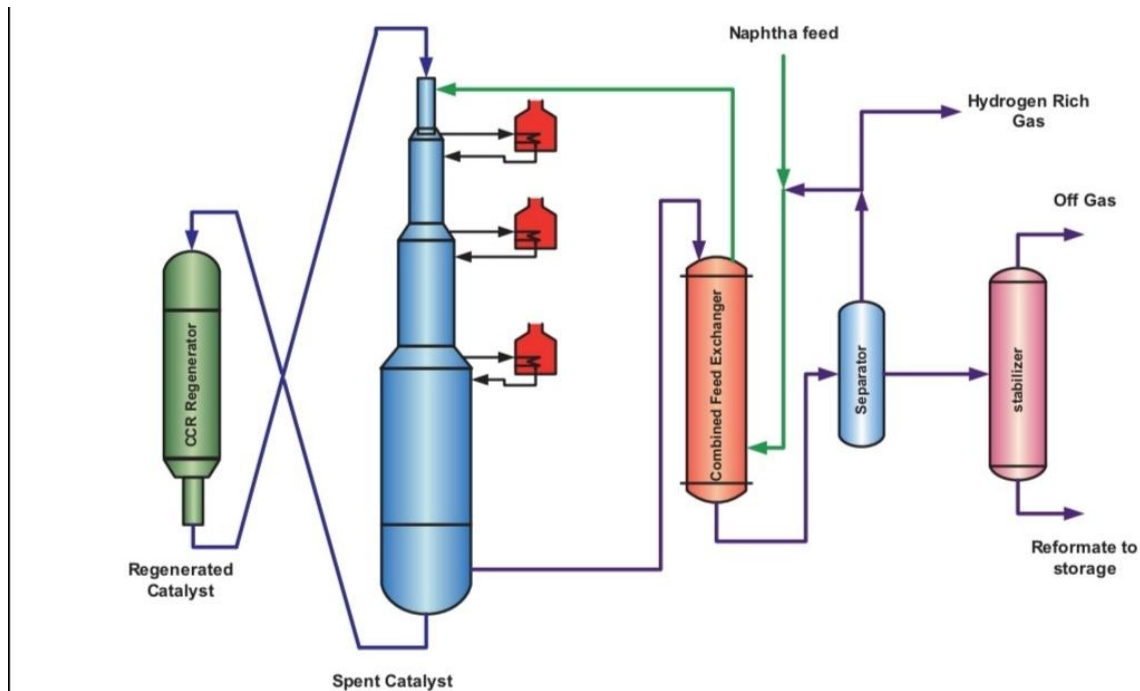 Naphtha feed
Hydrogen Rich
Gas
Off Gas
CCR Regenerator
Combined Feed Exchanger
Separator
stabilizer
Regenerated
Catalyst
Reformate to
storage
Spent Catalyst